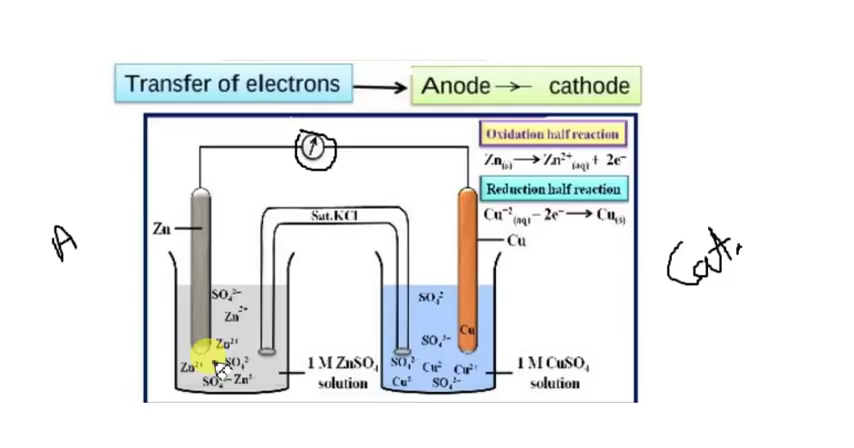 Transfer of electrons
Anode → cathode
Oxidation half reaction
Zn(s) → Zn²⁺(aq) + 2e⁻
Reduction half reaction
Cu⁻²(aq) – 2e⁻ → Cu(s)
Sat.KCl
Zn
Cu
A
Cat.
SO₄²⁻
Zn²⁺
Zn²⁺
Zn²⁺
SO₄²
SO₄²⁻
Zn²⁻
SO₄²⁻
Cu
SO₄²⁻
SO₄²
Cu²
Cu²⁺
Cu²
SO₄²⁻
1 M ZnSO₄
solution
1 M CuSO₄
solution